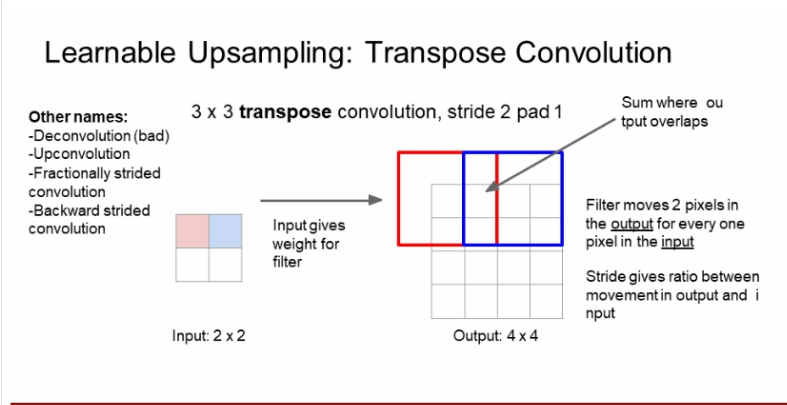 Learnable Upsampling: Transpose Convolution
Other names:
-Deconvolution (bad)
-Upconvolution
-Fractionally strided
convolution
-Backward strided
convolution
3 x 3 transpose convolution, stride 2 pad 1
Sum where ou
tput overlaps
Input gives
weight for
filter
Filter moves 2 pixels in
the output for every one
pixel in the input
Stride gives ratio between
movement in output and i
nput
Input: 2 x 2
Output: 4 x 4